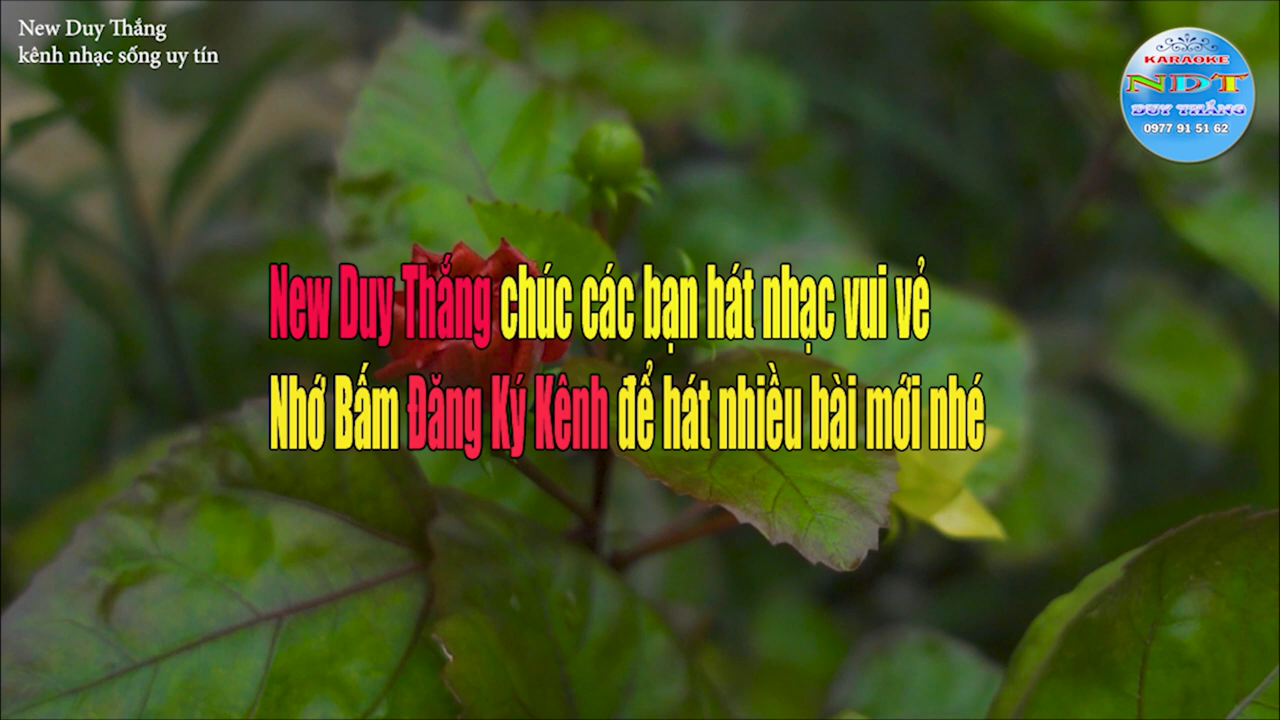 New Duy Thắng
kênh nhạc sống uy tín
KARAOKE
NDT
DUY THẮNG
0977 91 51 62
New Duy Thắng chúc các bạn hát nhạc vui vẻ
Nhớ Bấm Đăng Ký Kênh để hát nhiều bài mới nhé